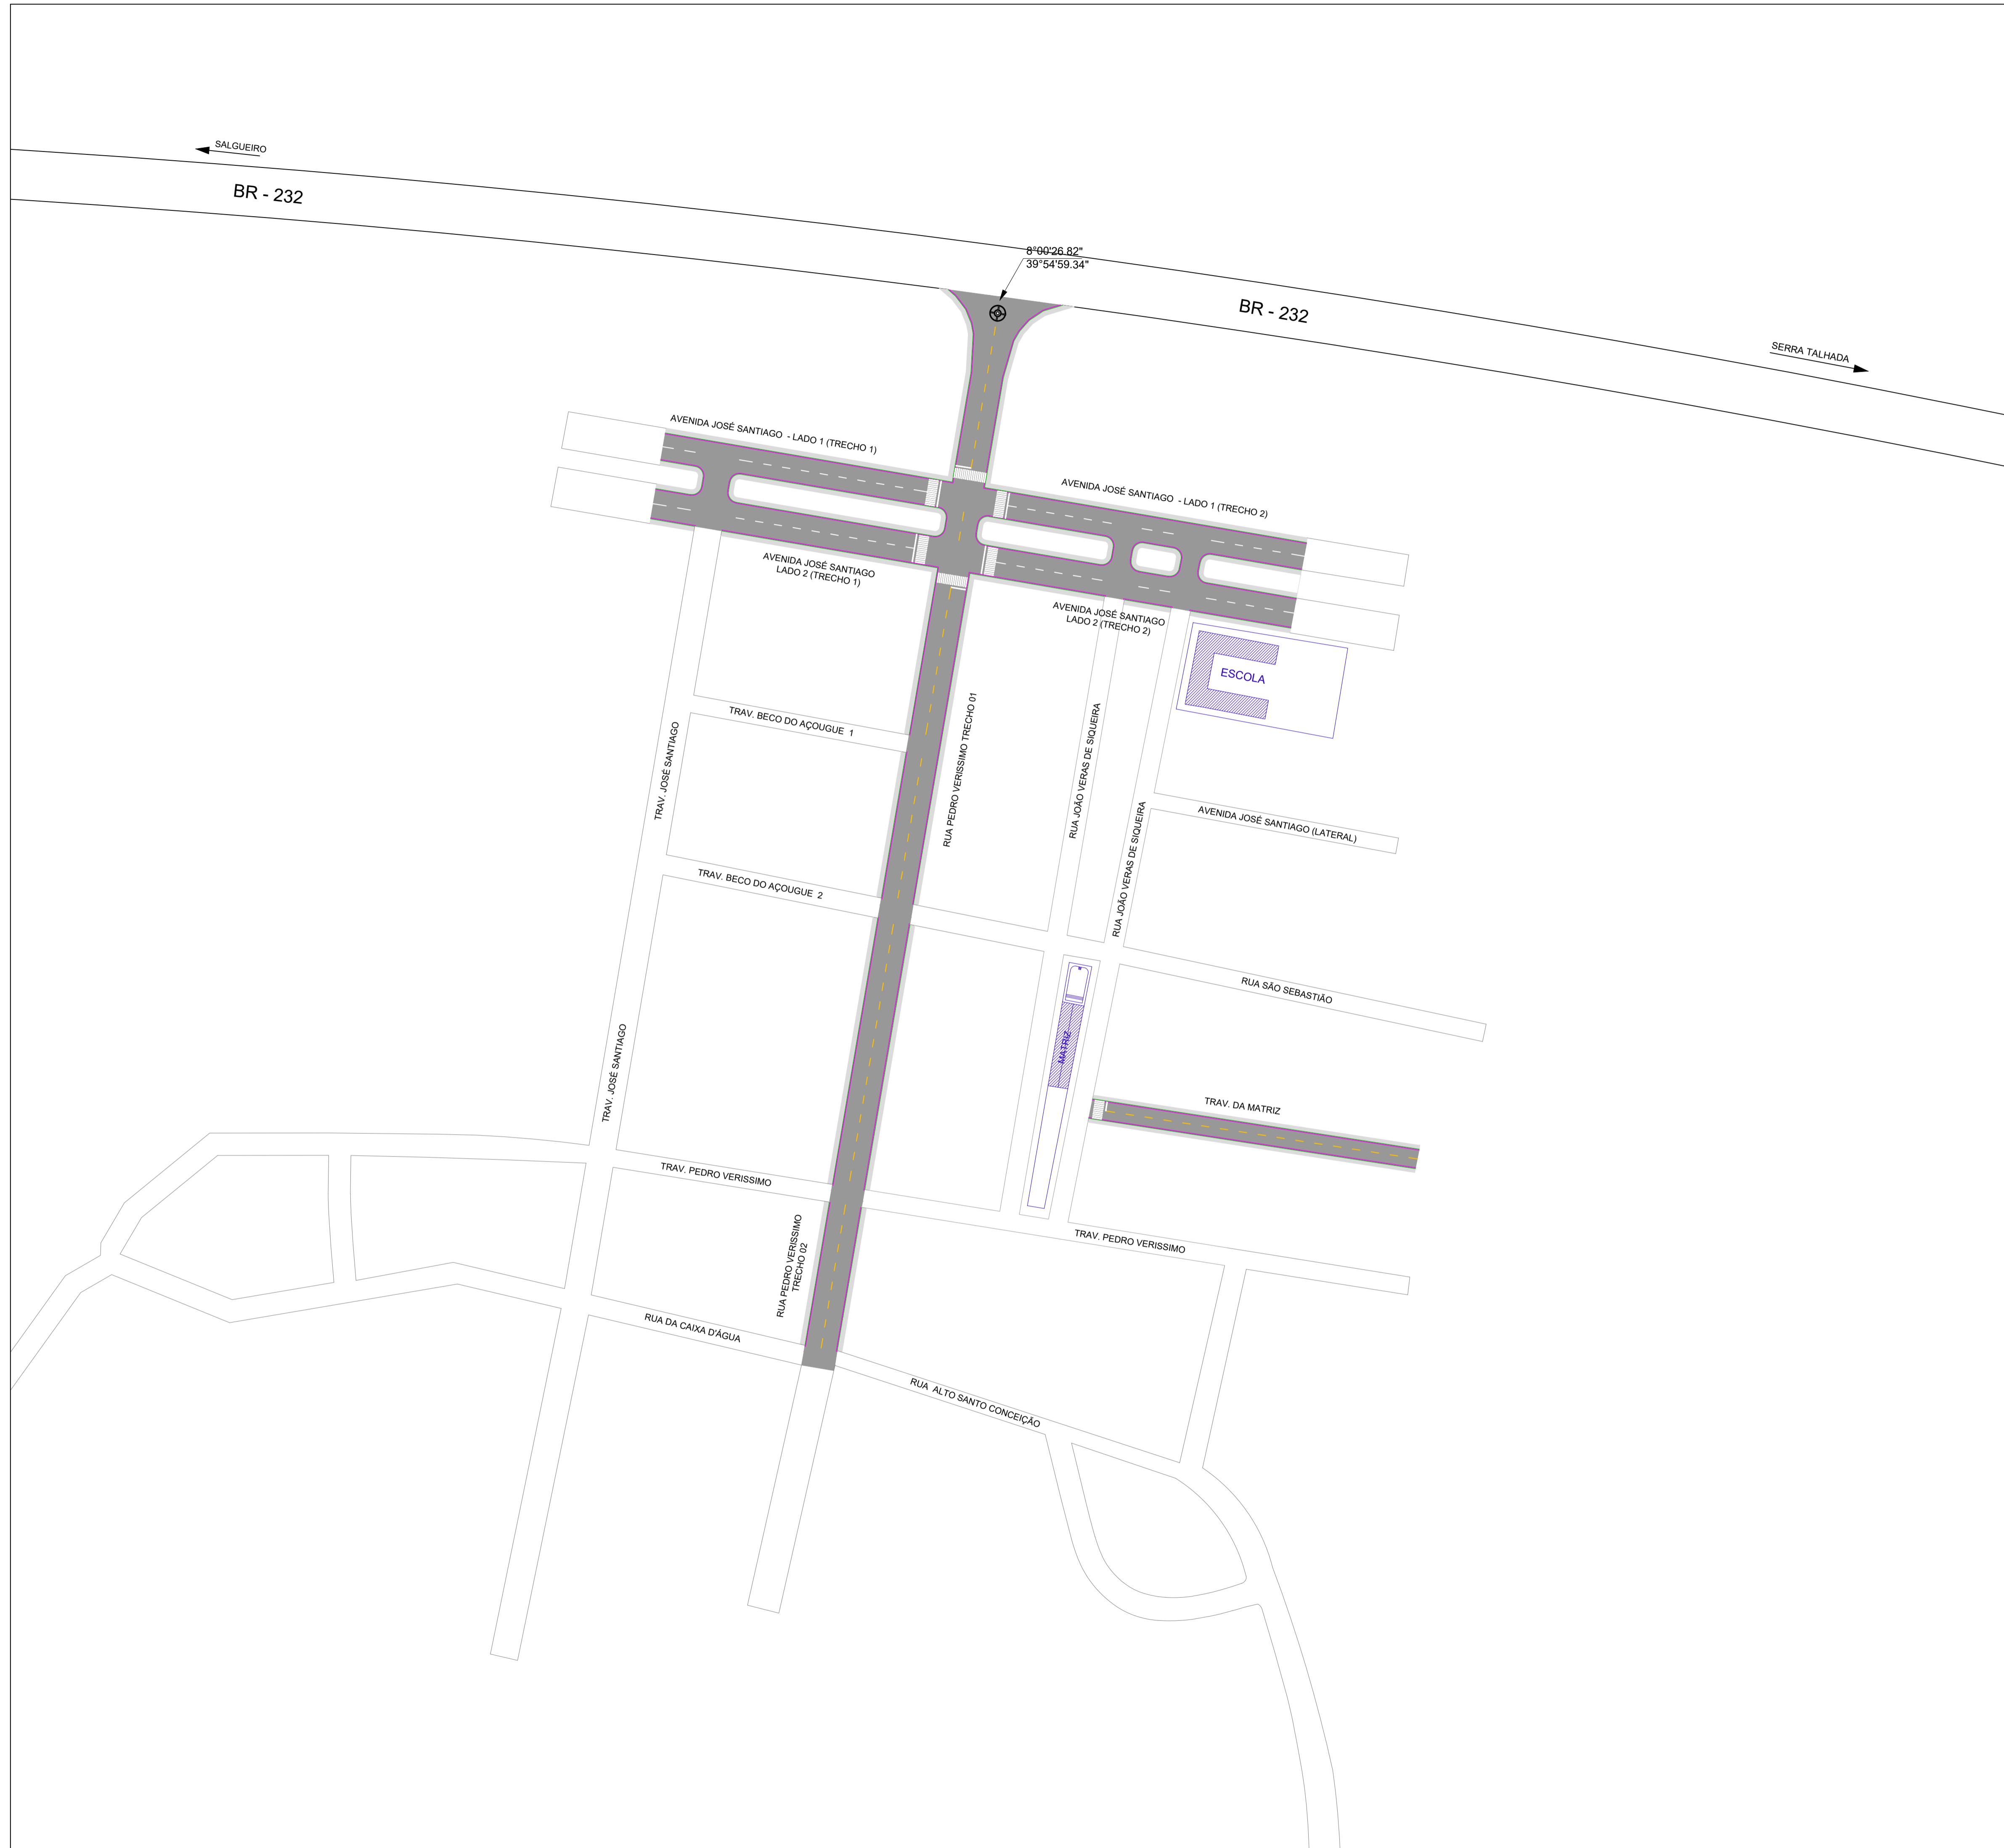 SALGUEIRO
BR - 232
8°00'26.82"
39°54'59.34"
BR - 232
SERRA TALHADA
AVENIDA JOSÉ SANTIAGO - LADO 1 (TRECHO 1)
AVENIDA JOSÉ SANTIAGO - LADO 1 (TRECHO 2)
AVENIDA JOSÉ SANTIAGO
LADO 2 (TRECHO 1)
AVENIDA JOSÉ SANTIAGO
LADO 2 (TRECHO 2)
ESCOLA
TRAV. BECO DO AÇOUGUE 1
TRAV. JOSÉ SANTIAGO
RUA PEDRO VERISSIMO TRECHO 01
RUA JOÃO VERAS DE SIQUEIRA
RUA JOÃO VERAS DE SIQUEIRA
AVENIDA JOSÉ SANTIAGO (LATERAL)
TRAV. BECO DO AÇOUGUE 2
RUA SÃO SEBASTIÃO
MATRIZ
TRAV. JOSÉ SANTIAGO
TRAV. DA MATRIZ
TRAV. PEDRO VERISSIMO
TRAV. PEDRO VERISSIMO
RUA PEDRO VERISSIMO
TRECHO 02
RUA DA CAIXA D'ÁGUA
RUA ALTO SANTO CONCEIÇÃO